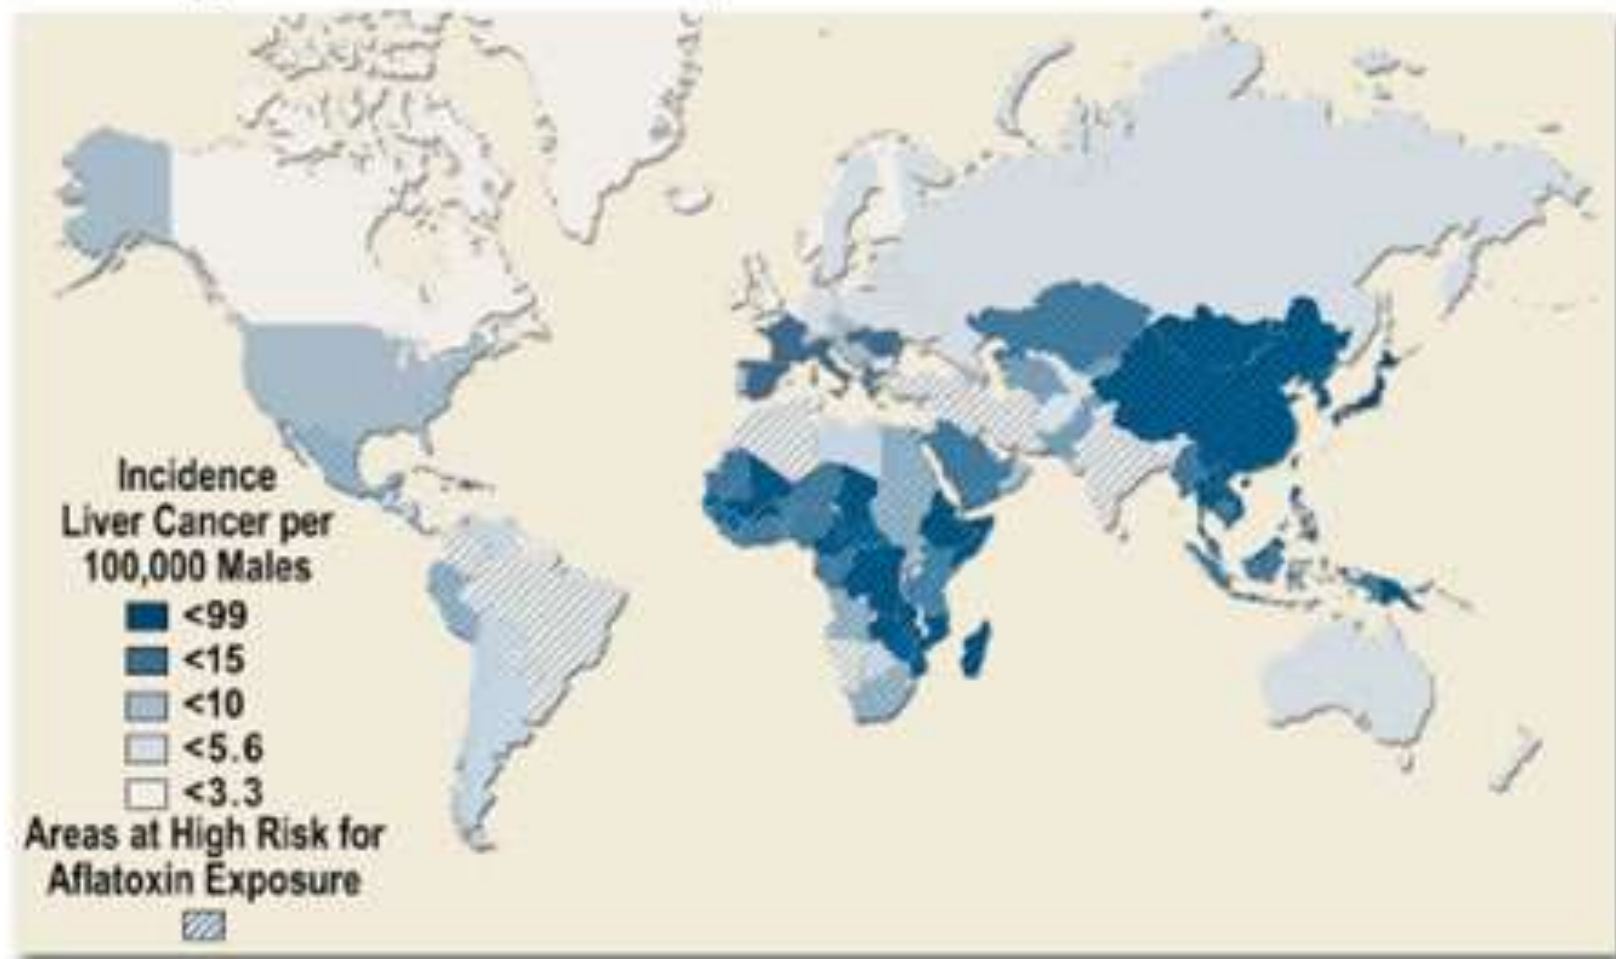 Incidence
Liver Cancer per
100,000 Males
<99
<15
<10
<5.6
<3.3
Areas at High Risk for
Aflatoxin Exposure